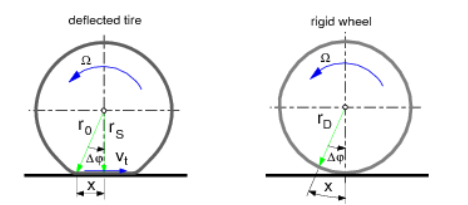 deflected tire
Ω
r0
rS
Δφ
vt
x
rigid wheel
Ω
rD
Δφ
x